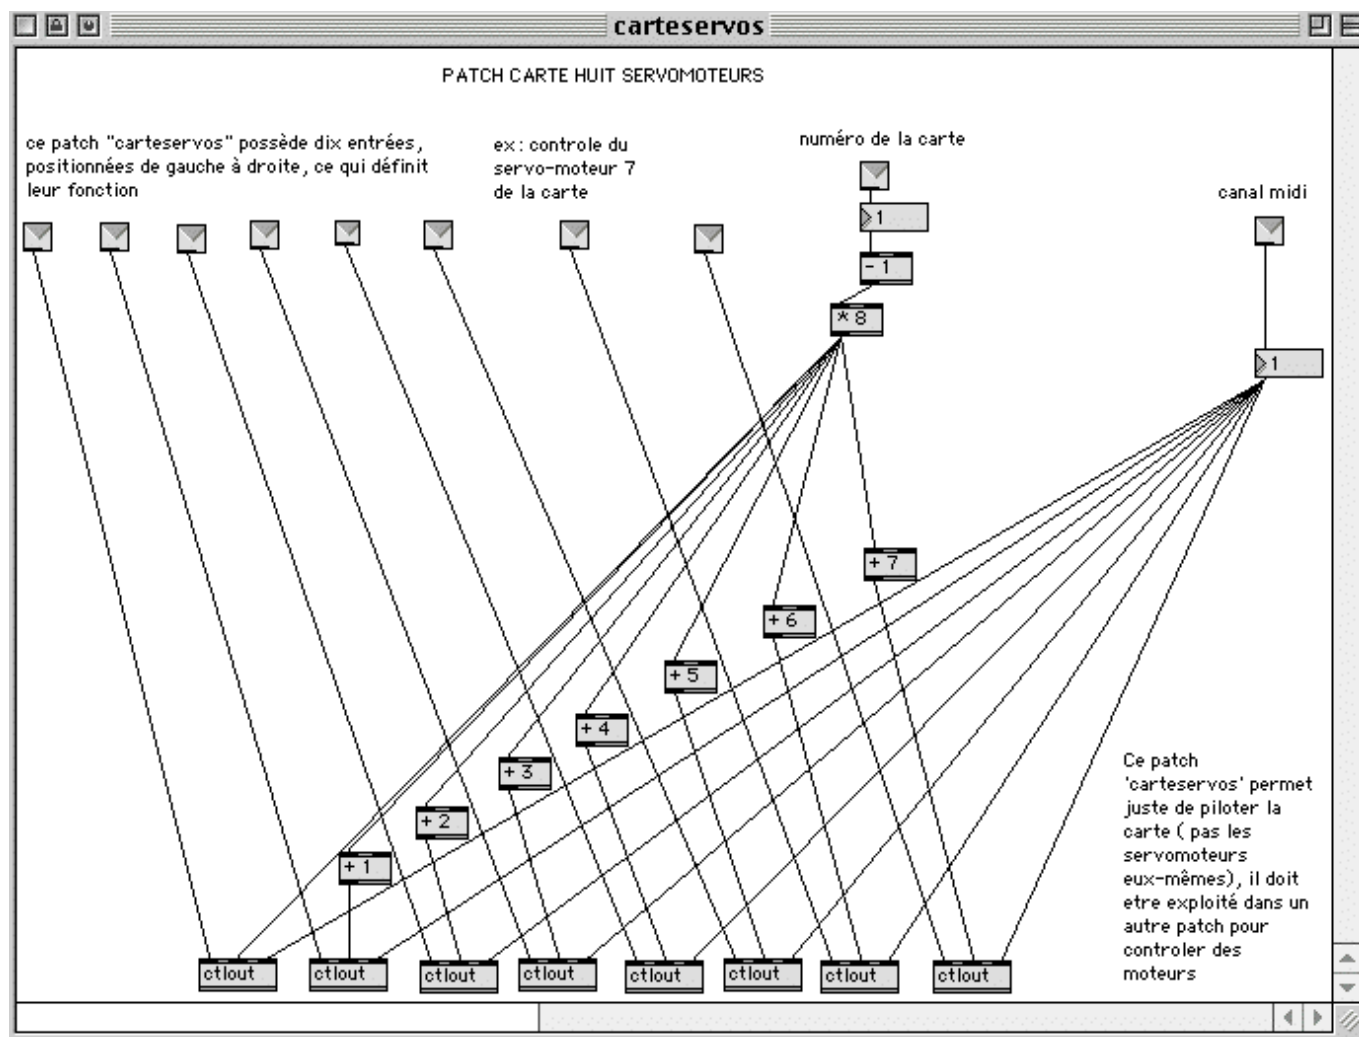 carteservos
PATCH CARTE HUIT SERVOMOTEURS
ce patch "carteservos" possède dix entrées,
positionnées de gauche à droite, ce qui définit
leur fonction
ex : controle du
servo-moteur 7
de la carte
numéro de la carte
canal midi
1
- 1
* 8
1
+ 7
+ 6
+ 5
+ 4
+ 3
+ 2
+ 1
Ce patch
'carteservos' permet
juste de piloter la
carte ( pas les
servomoteurs
eux-mêmes), il doit
etre exploité dans un
autre patch pour
controler des
moteurs
ctlout
ctlout
ctlout
ctlout
ctlout
ctlout
ctlout
ctlout